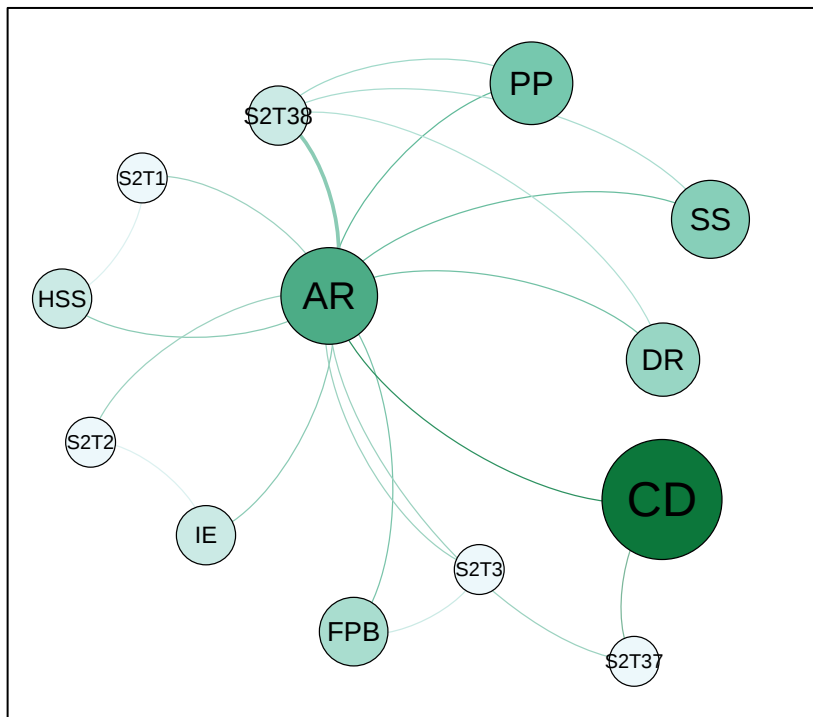 PP
S2T38
S2T1
SS
AR
HSS
DR
S2T2
CD
IE
S2T3
FPB
S2T37